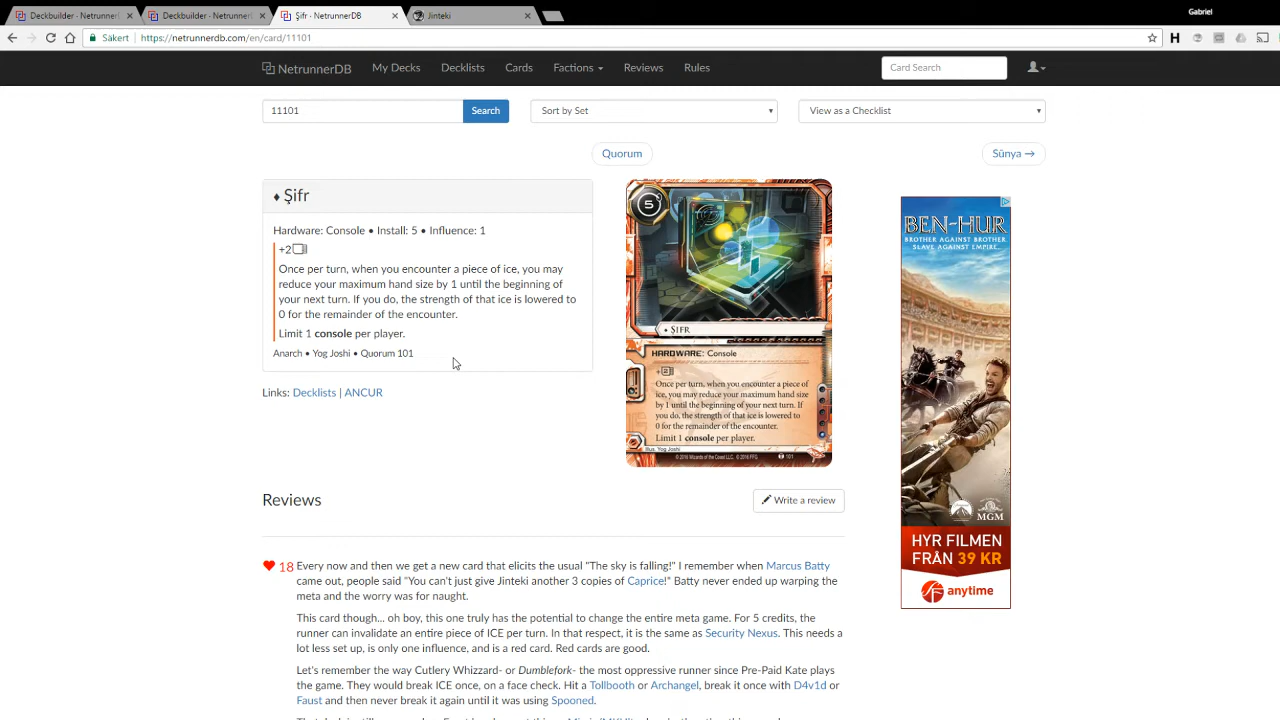 Deckbuilder · NetrunnerD
Deckbuilder · NetrunnerD
Şifr · NetrunnerDB
Jinteki
Gabriel
Säkert
https://netrunnerdb.com/en/card/11101
NetrunnerDB
My Decks
Decklists
Cards
Factions
Reviews
Rules
Card Search
11101
Search
Sort by Set
View as a Checklist
Quorum
Sūnya →
♦ Şifr
Hardware: Console • Install: 5 • Influence: 1
+2
Once per turn, when you encounter a piece of ice, you may
reduce your maximum hand size by 1 until the beginning of
your next turn. If you do, the strength of that ice is lowered to
0 for the remainder of the encounter.
Limit 1 console per player.
Anarch • Yog Joshi • Quorum 101
Links: Decklists | ANCUR
5
♦ ŞIFR
HARDWARE: Console
+2
Once per turn, when you encounter a piece of
ice, you may reduce your maximum hand size
by 1 until the beginning of your next turn. If
you do, the strength of that ice is lowered to
0 for the remainder of the encounter.
Limit 1 console per player.
Illus. Yog Joshi
© 2016 Wizards of the Coast LLC. © 2016 FFG
101
BEN-HUR
BROTHER AGAINST BROTHER
SLAVE AGAINST EMPIRE
MGM
HYR FILMEN
FRÅN 39 KR
anytime
Reviews
Write a review
18 Every now and then we get a new card that elicits the usual "The sky is falling!" I remember when Marcus Batty
came out, people said "You can't just give Jinteki another 3 copies of Caprice!" Batty never ended up warping the
meta and the worry was for naught.
This card though... oh boy, this one truly has the potential to change the entire meta game. For 5 credits, the
runner can invalidate an entire piece of ICE per turn. In that respect, it is the same as Security Nexus. This needs a
lot less set up, is only one influence, and is a red card. Red cards are good.
Let's remember the way Cutlery Whizzard- or Dumblefork- the most oppressive runner since Pre-Paid Kate plays
the game. They would break ICE once, on a face check. Hit a Tollbooth or Archangel, break it once with D4v1d or
Faust and then never break it again until it was using Spooned.